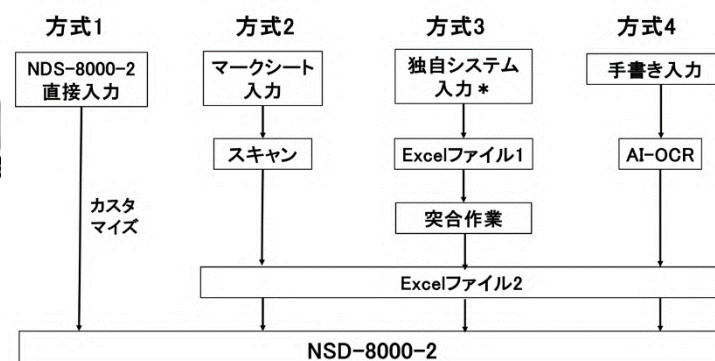 方式1
方式2
方式3
方式4
NDS-8000-2
直接入力
マークシート
入力
独自システム
入力*
手書き入力
スキャン
Excelファイル1
AI-OCR
カスタ
マイズ
突合作業
Excelファイル2
NSD-8000-2